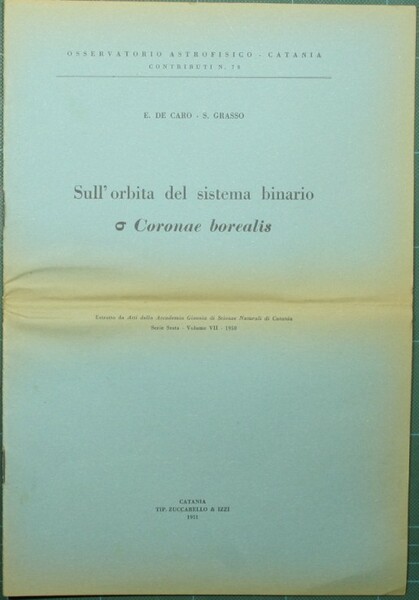 OSSERVATORIO ASTROFISICO - CATANIA
CONTRIBUTI N. 78
E. DE CARO - S. GRASSO
Sull'orbita del sistema binario
σ Coronae borealis
Estratto da Atti della Accademia Gioenia di Scienze Naturali di Catania
Serie Sesta - Volume VII - 1950
CATANIA
TIP. ZUCCARELLO & IZZI
1951